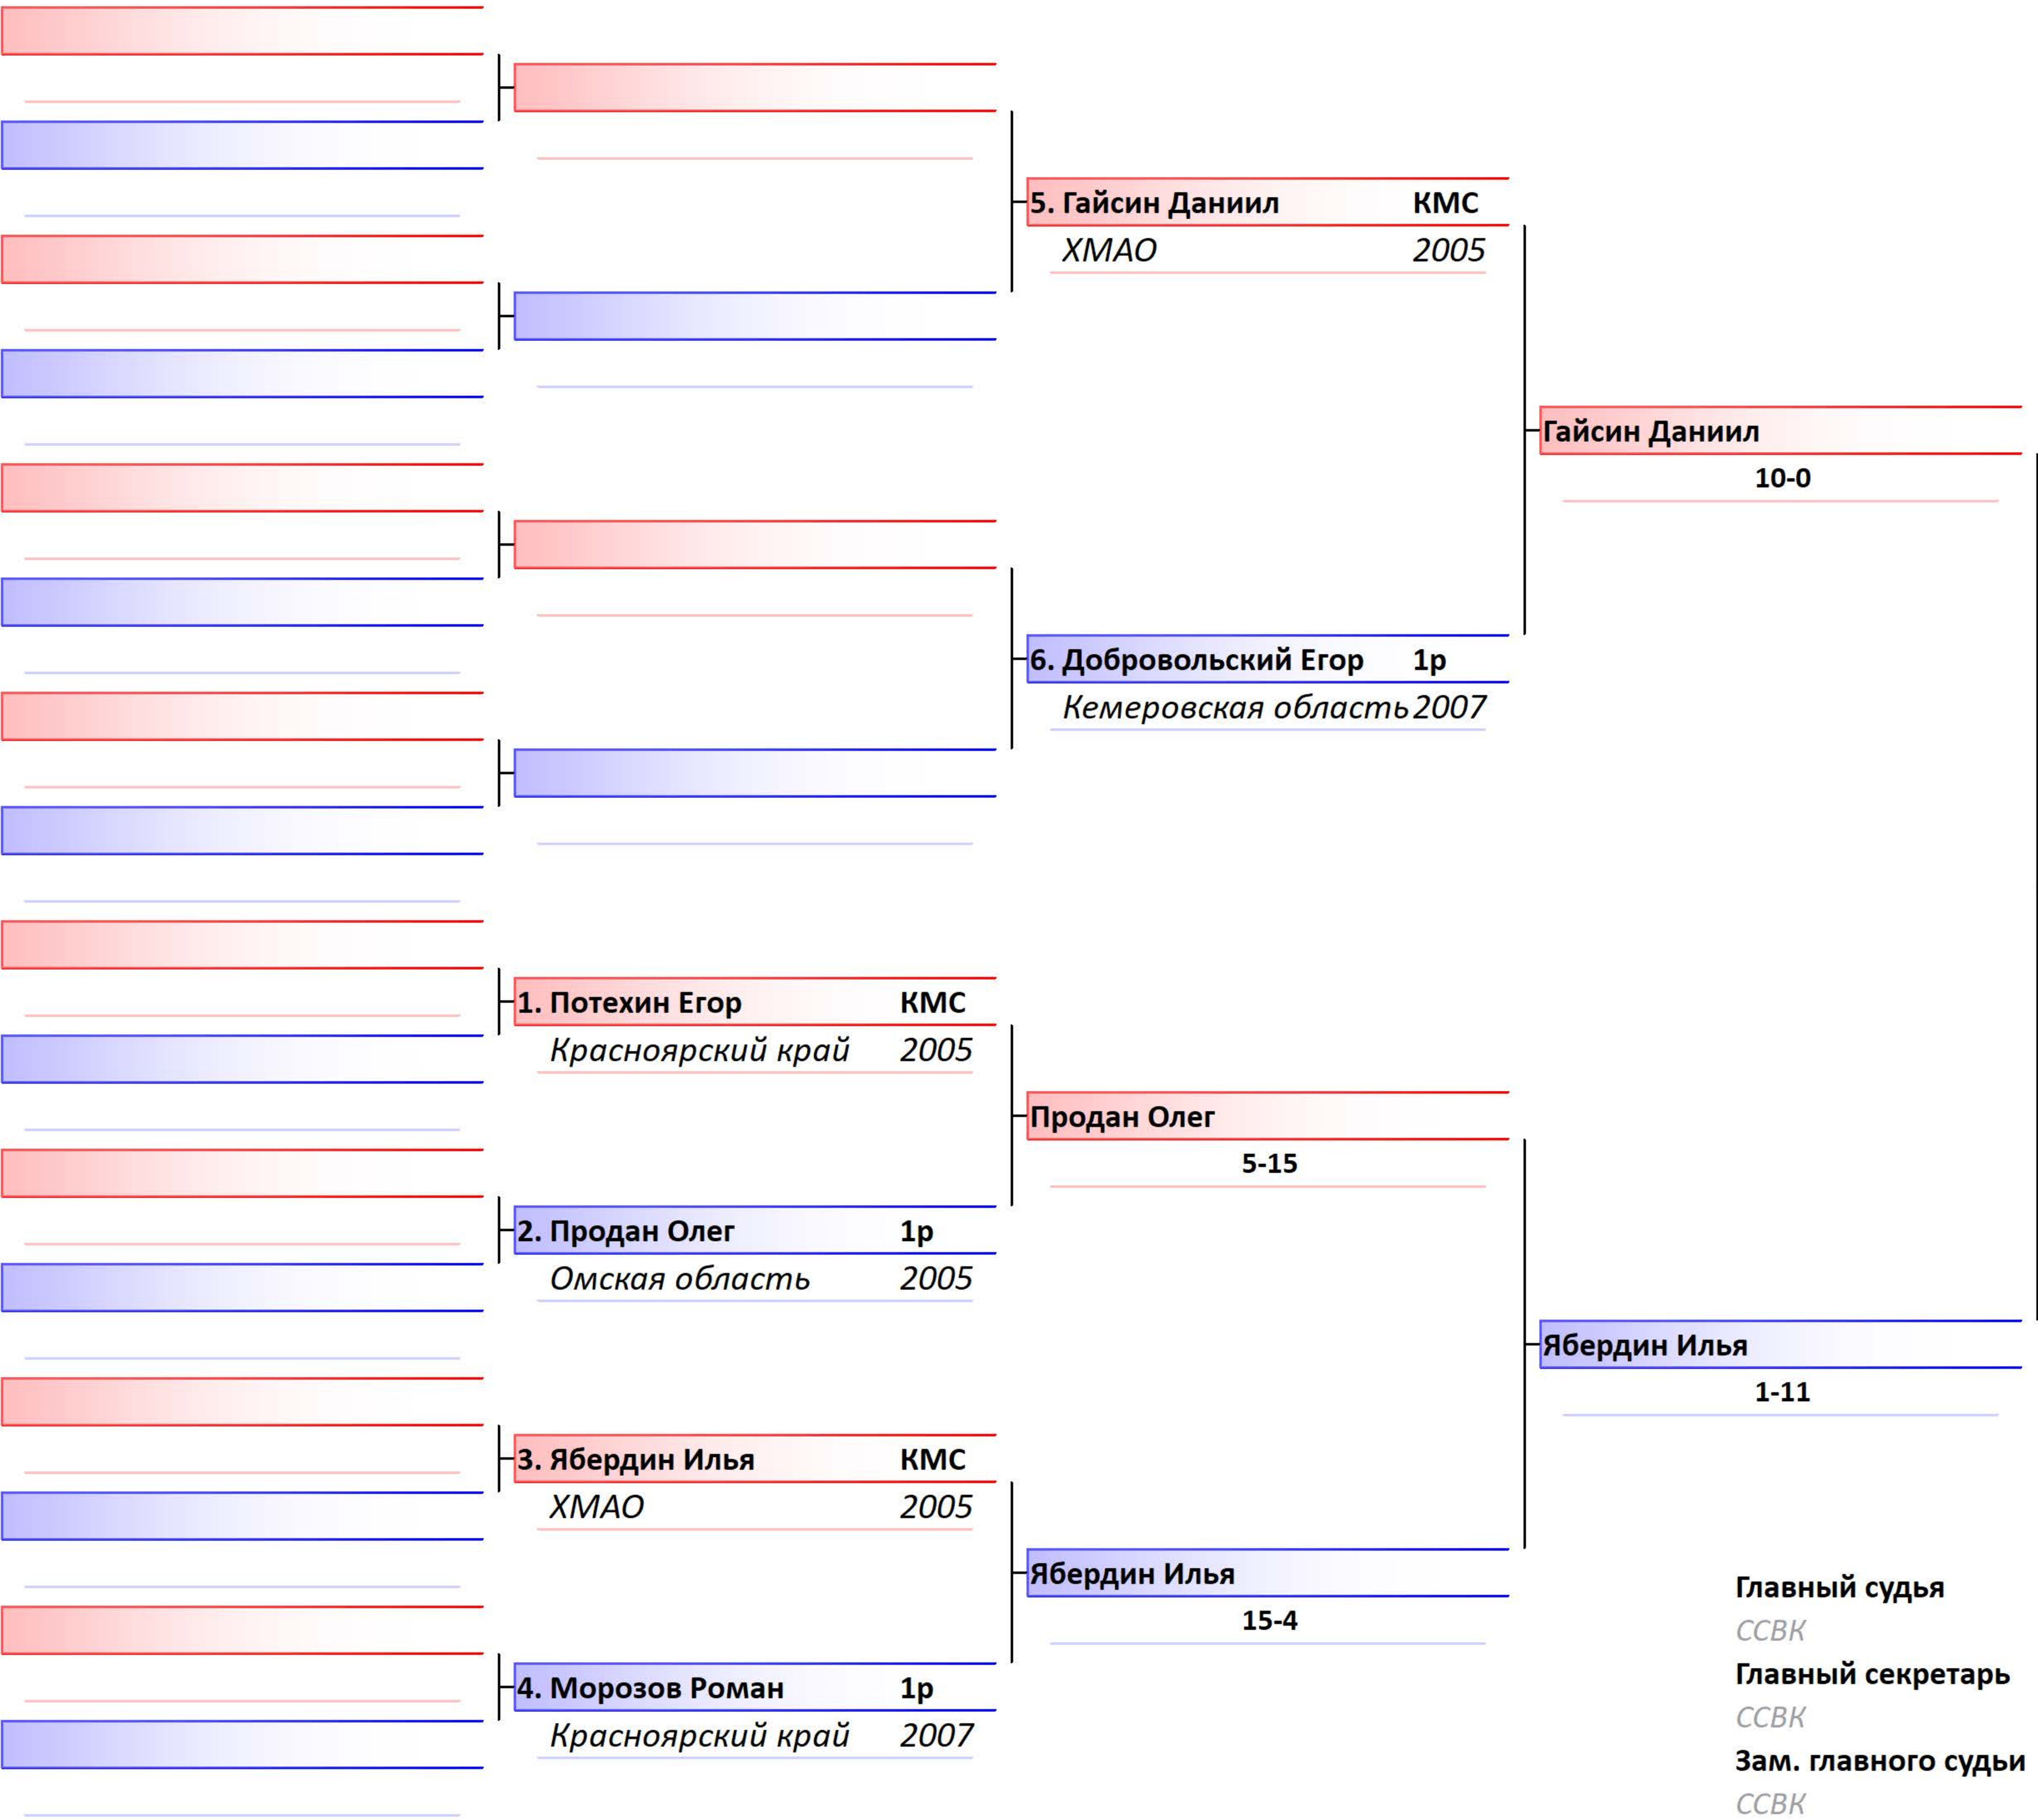 5. Гайсин Даниил КМС
ХМАО 2005
Гайсин Даниил
10-0
6. Добровольский Егор 1р
Кемеровская область 2007
1. Потехин Егор КМС
Красноярский край 2005
Продан Олег
5-15
2. Продан Олег 1р
Омская область 2005
Ябердин Илья
1-11
3. Ябердин Илья КМС
ХМАО 2005
Ябердин Илья
15-4
4. Морозов Роман 1р
Красноярский край 2007
Главный судья
ССВК
Главный секретарь
ССВК
Зам. главного судьи
ССВК